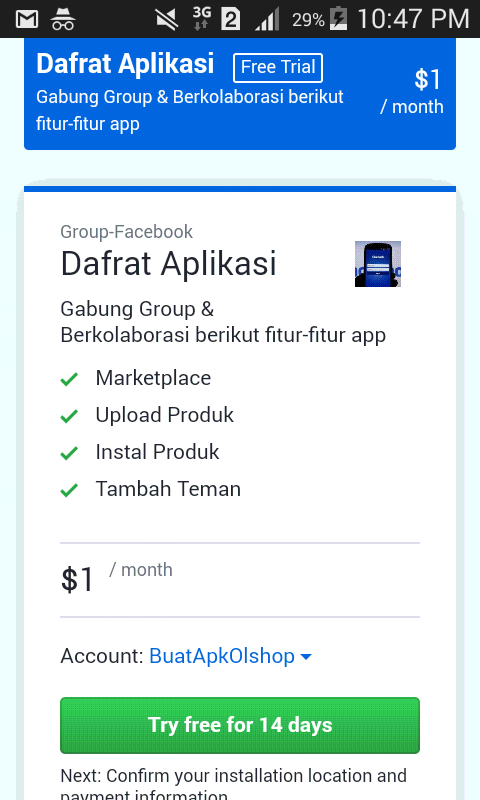 3G 2 29% 10:47 PM
Dafrat Aplikasi Free Trial
$1
Gabung Group & Berkolaborasi berikut
/ month
fitur-fitur app
Group-Facebook
Dafrat Aplikasi
Gabung Group &
Berkolaborasi berikut fitur-fitur app
Marketplace
Upload Produk
Instal Produk
Tambah Teman
$1 / month
Account: BuatApkOlshop
Try free for 14 days
Next: Confirm your installation location and
payment information